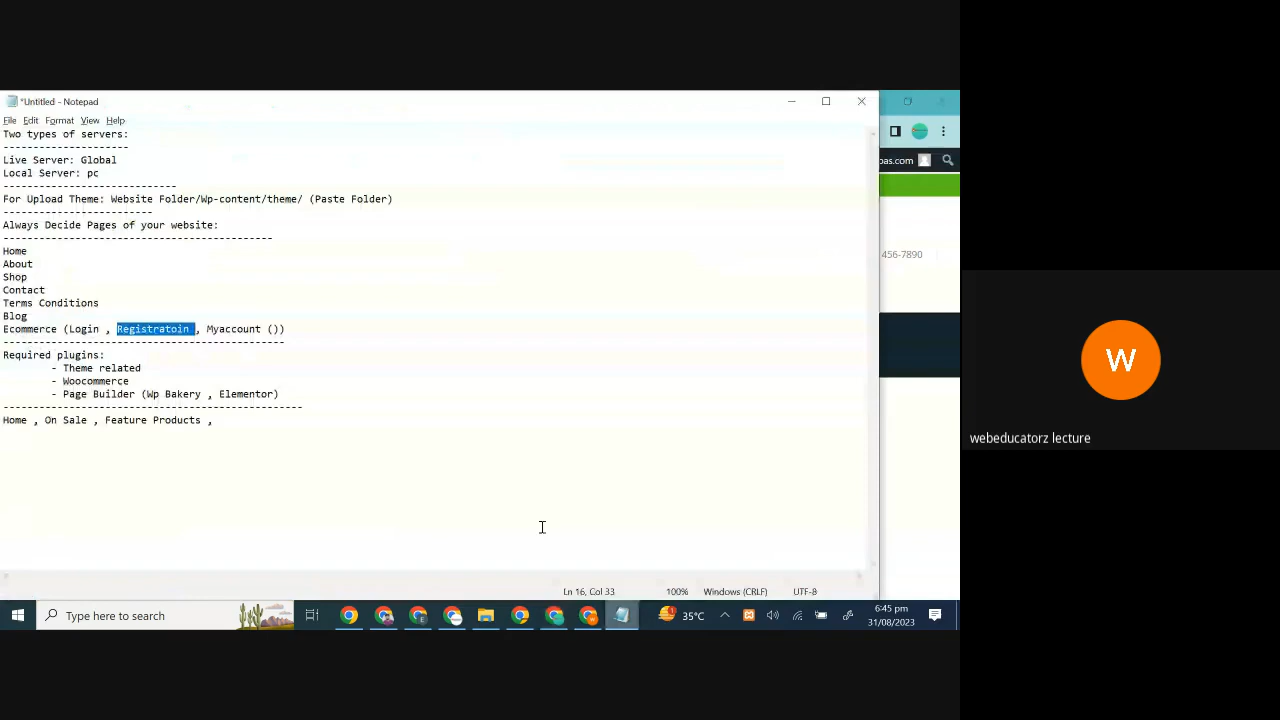 *Untitled - Notepad
File Edit Format View Help
Two types of servers:
---------------------
Live Server: Global
Local Server: pc
-----------------------------
For Upload Theme: Website Folder/Wp-content/theme/ (Paste Folder)
-------------------------
Always Decide Pages of your website:
---------------------------------------------
Home
About
Shop
Contact
Terms Conditions
Blog
Ecommerce (Login , Registratoin , Myaccount ())
-----------------------------------------------
Required plugins:
- Theme related
- Woocommerce
- Page Builder (Wp Bakery , Elementor)
--------------------------------------------------
Home , On Sale , Feature Products ,
Ln 16, Col 33 100% Windows (CRLF) UTF-8
pas.com
456-7890
W
webeducatorz lecture
Type here to search
35°C
6:45 pm
31/08/2023